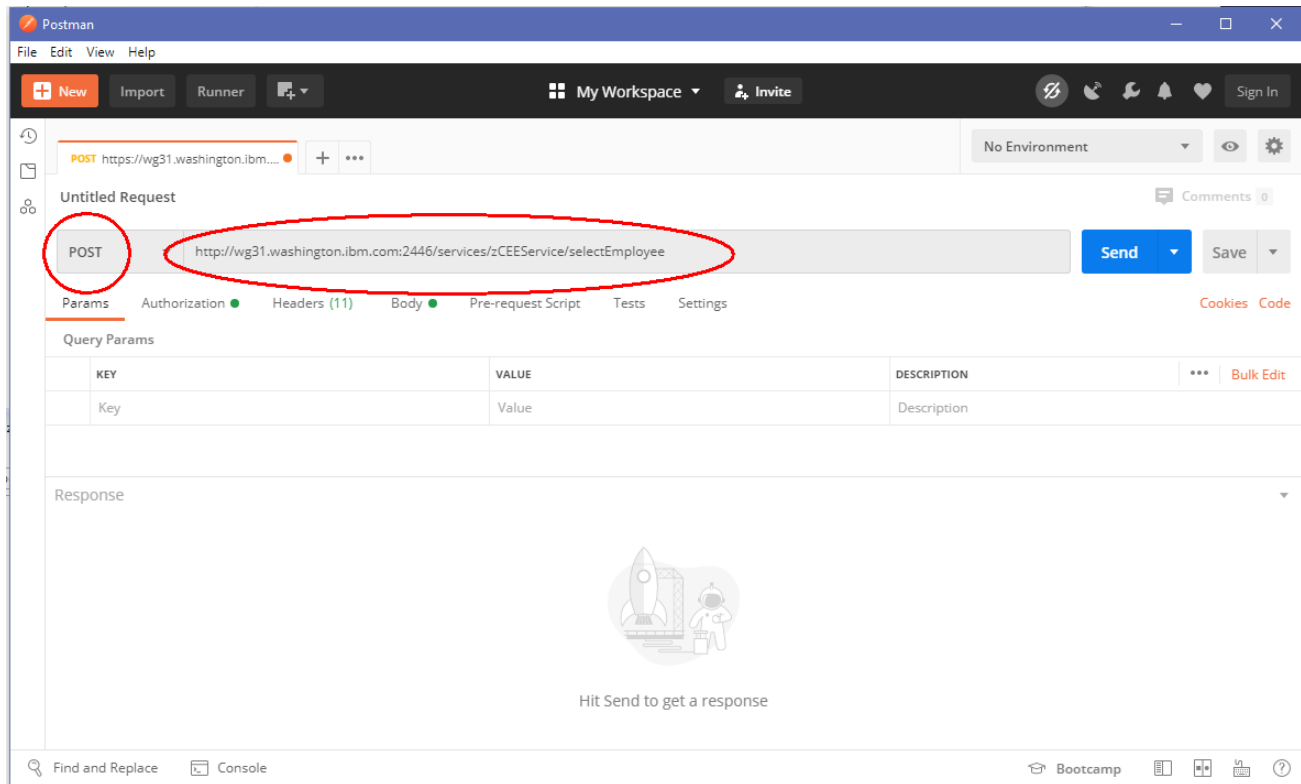 Postman
File Edit View Help
New Import Runner My Workspace Invite Sign In
POST https://wg31.washington.ibm.... + ••• No Environment
Untitled Request Comments 0
POST http://wg31.washington.ibm.com:2446/services/zCEEService/selectEmployee Send Save
Params Authorization Headers (11) Body Pre-request Script Tests Settings Cookies Code
Query Params
KEY VALUE DESCRIPTION ••• Bulk Edit
Key Value Description
Response
Hit Send to get a response
Find and Replace Console Bootcamp